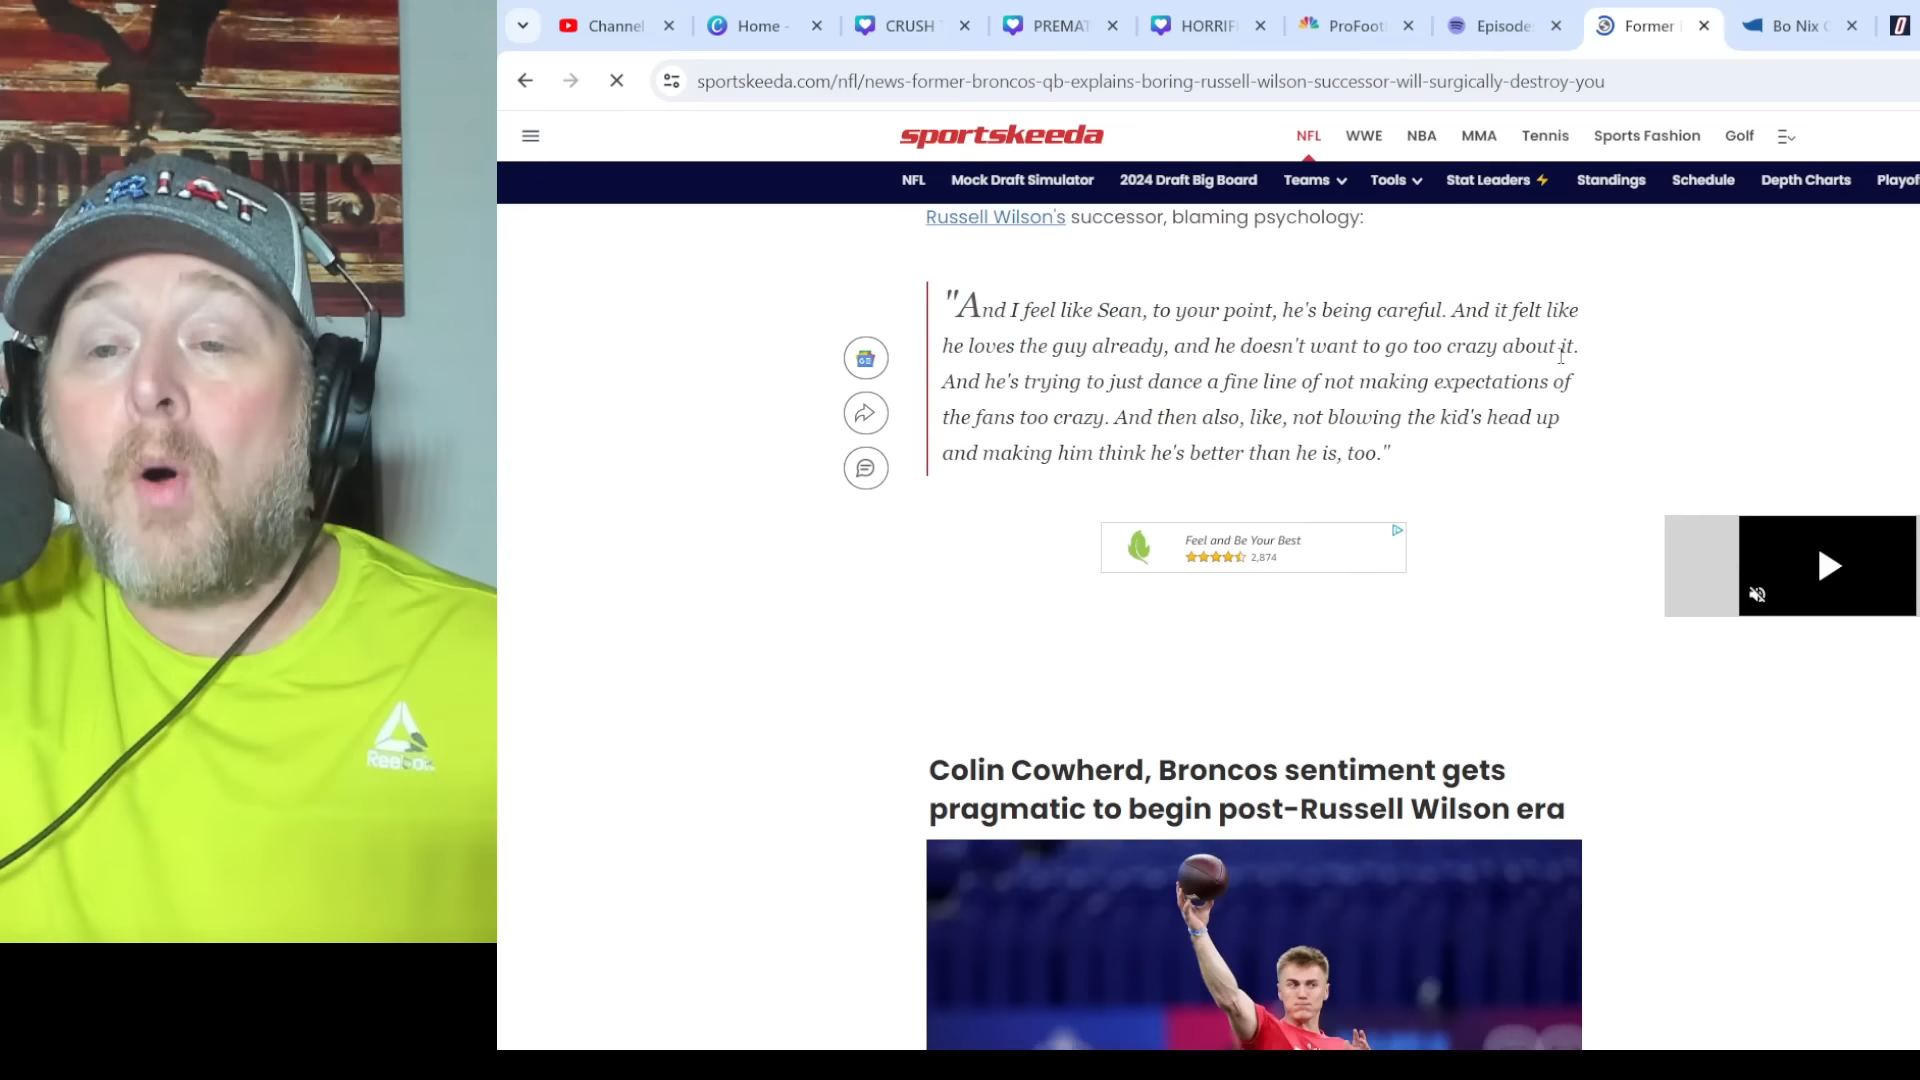 Channel
Home -
CRUSH
PREMAT
HORRIFI
ProFoot
Episode
Former
Bo Nix
sportskeeda.com/nfl/news-former-broncos-qb-explains-boring-russell-wilson-successor-will-surgically-destroy-you
sportskeeda
NFL WWE NBA MMA Tennis Sports Fashion Golf
NFL Mock Draft Simulator 2024 Draft Big Board Teams Tools Stat Leaders Standings Schedule Depth Charts Playof
Russell Wilson's successor, blaming psychology:
"And I feel like Sean, to your point, he's being careful. And it felt like
he loves the guy already, and he doesn't want to go too crazy about it.
And he's trying to just dance a fine line of not making expectations of
the fans too crazy. And then also, like, not blowing the kid's head up
and making him think he's better than he is, too."
Feel and Be Your Best
2,874
Colin Cowherd, Broncos sentiment gets
pragmatic to begin post-Russell Wilson era
ARIAT
Reebok